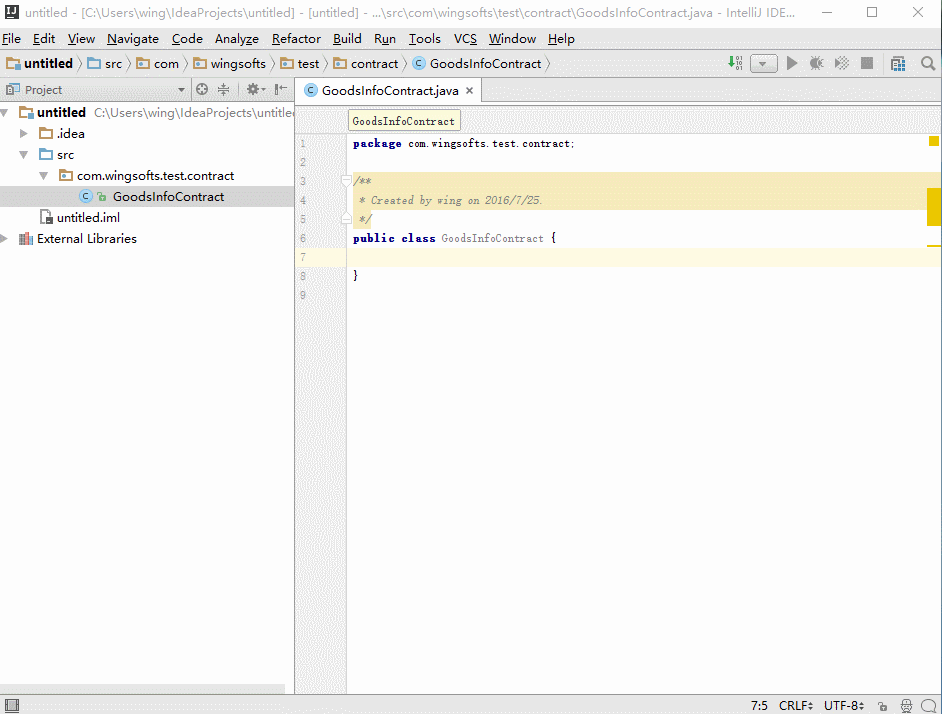 untitled - [C:\Users\wing\IdeaProjects\untitled] - [untitled] - ...\src\com\wingsofts\test\contract\GoodsInfoContract.java - IntelliJ IDE...
File Edit View Navigate Code Analyze Refactor Build Run Tools VCS Window Help
untitled src com wingsofts test contract GoodsInfoContract
Project
GoodsInfoContract.java
untitled C:\Users\wing\IdeaProjects\untitle
.idea
src
com.wingsofts.test.contract
GoodsInfoContract
untitled.iml
External Libraries
GoodsInfoContract
1 package com.wingsofts.test.contract;
2
3 /**
4 * Created by wing on 2016/7/25.
5 */
6 public class GoodsInfoContract {
7
8 }
9
7:5 CRLF UTF-8